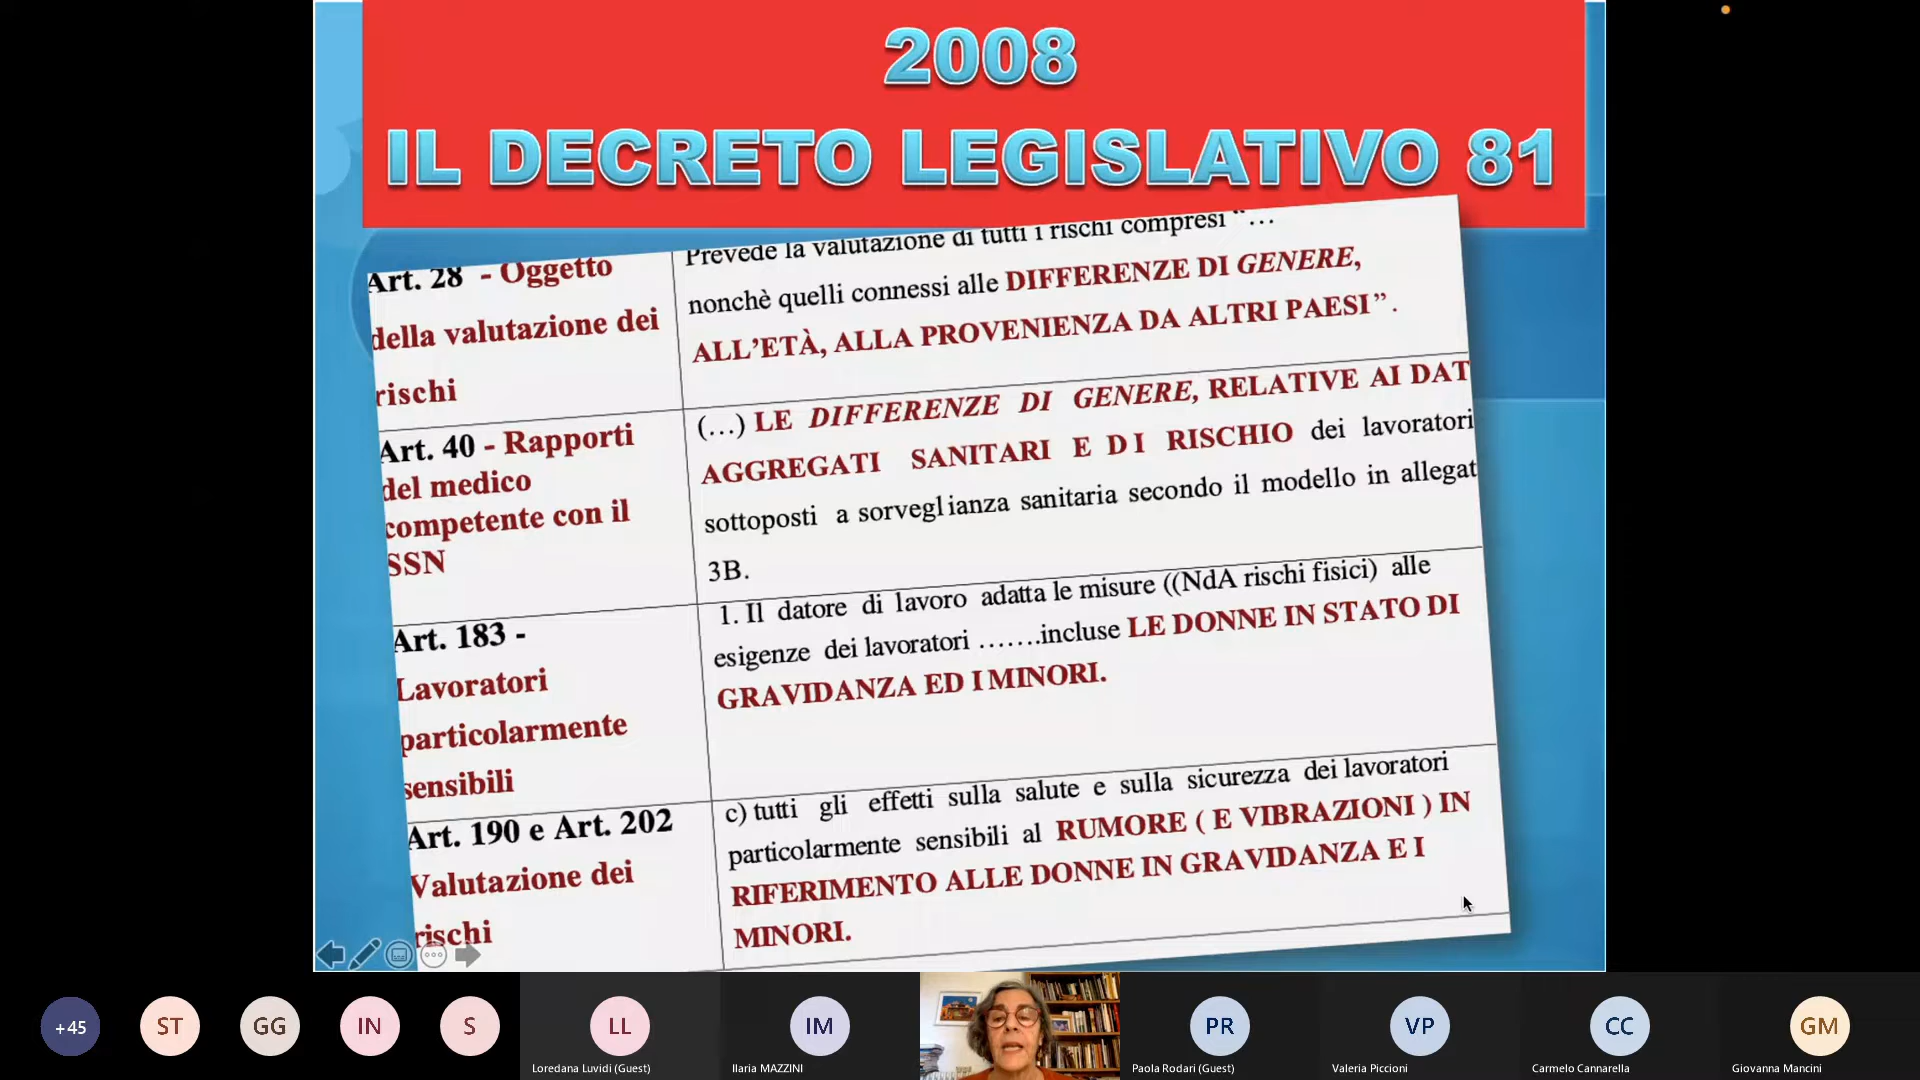 2008
IL DECRETO LEGISLATIVO 81
Art. 28 - Oggetto
della valutazione dei
rischi
Prevede la valutazione di tutti i rischi compresi “…
nonchè quelli connessi alle DIFFERENZE DI GENERE,
ALL’ETÀ, ALLA PROVENIENZA DA ALTRI PAESI”.
Art. 40 - Rapporti
del medico
competente con il
SSN
(…) LE DIFFERENZE DI GENERE, RELATIVE AI DAT
AGGREGATI SANITARI E DI RISCHIO dei lavoratori
sottoposti a sorveglianza sanitaria secondo il modello in allegat
3B.
Art. 183 -
Lavoratori
particolarmente
sensibili
1. Il datore di lavoro adatta le misure ((NdA rischi fisici) alle
esigenze dei lavoratori …….incluse LE DONNE IN STATO DI
GRAVIDANZA ED I MINORI.
Art. 190 e Art. 202
Valutazione dei
rischi
c) tutti gli effetti sulla salute e sulla sicurezza dei lavoratori
particolarmente sensibili al RUMORE ( E VIBRAZIONI ) IN
RIFERIMENTO ALLE DONNE IN GRAVIDANZA E I
MINORI.
+45
ST
GG
IN
S
LL
Loredana Luvidi (Guest)
IM
Ilaria MAZZINI
PR
Paola Rodari (Guest)
VP
Valeria Piccioni
CC
Carmelo Cannarella
GM
Giovanna Mancini